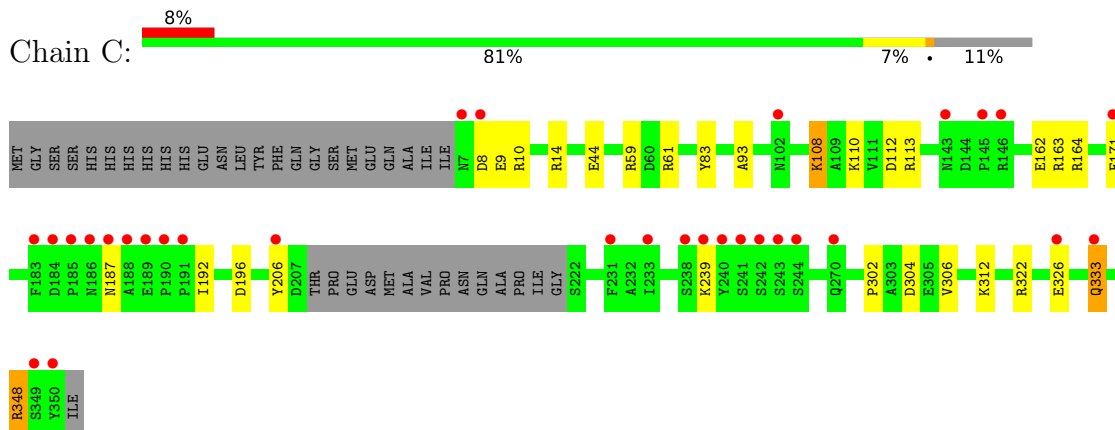 8%
Chain C:
81% 7% • 11%
MET GLY SER SER HIS HIS HIS HIS HIS HIS GLU ASN LEU TYR PHE GLN GLY SER MET GLU GLN ALA ILE ILE N7 D8 E9 R10 R14 E44 R59 D60 R61 Y83 A93 N102 K108 A109 K110 V111 D112 R113 N143 D144 P145 R146 E162 R163 R164
F183 D184 P185 N186 N187 A188 E189 P190 P191 I192 D196 Y206 D207 THR PRO GLU ASP MET ALA VAL PRO ASN GLN ALA PRO ILE GLY S222 F231 A232 I233 S238 K239 Y240 S241 S242 S243 S244 Q270 P302 A303 D304 E305 V306 K312 R322 E326 Q333
R348 S349 Y350 ILE